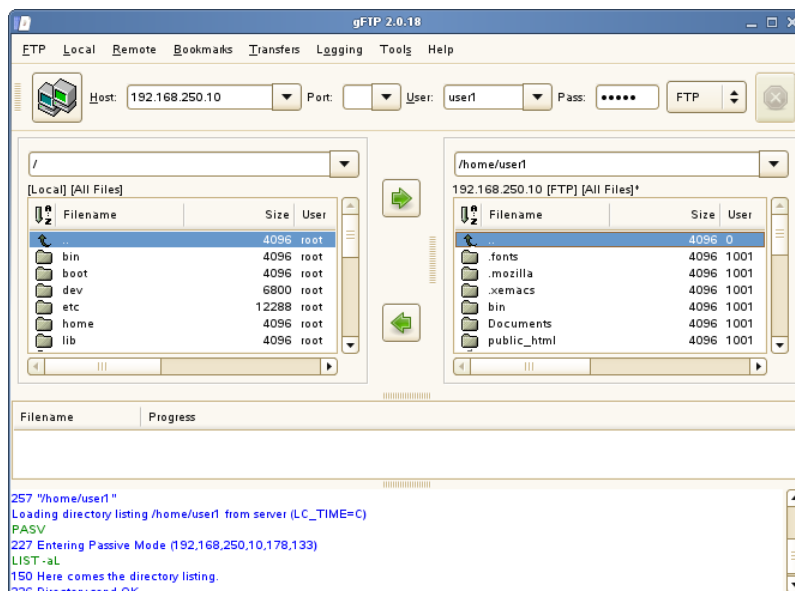 gFTP 2.0.18
FTP Local Remote Bookmarks Transfers Logging Tools Help
Host: 192.168.250.10 Port: User: user1 Pass: ••••• FTP
/ /home/user1
[Local] [All Files] 192.168.250.10 [FTP] [All Files]*
Filename Size User Filename Size User
.. 4096 root .. 4096 0
bin 4096 root .fonts 4096 1001
boot 4096 root .mozilla 4096 1001
dev 6800 root .xemacs 4096 1001
etc 12288 root bin 4096 1001
home 4096 root Documents 4096 1001
lib 4096 root public_html 4096 1001
Filename Progress
257 "/home/user1"
Loading directory listing /home/user1 from server (LC_TIME=C)
PASV
227 Entering Passive Mode (192,168,250,10,178,133)
LIST -aL
150 Here comes the directory listing.
226 Directory send OK.